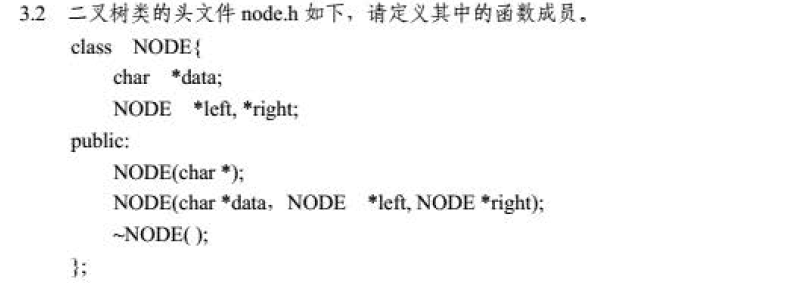 3.2 二叉树类的头文件 node.h 如下，请定义其中的函数成员。
class NODE{
char *data;
NODE *left, *right;
public:
NODE(char *);
NODE(char *data，NODE *left, NODE *right);
~NODE( );
};